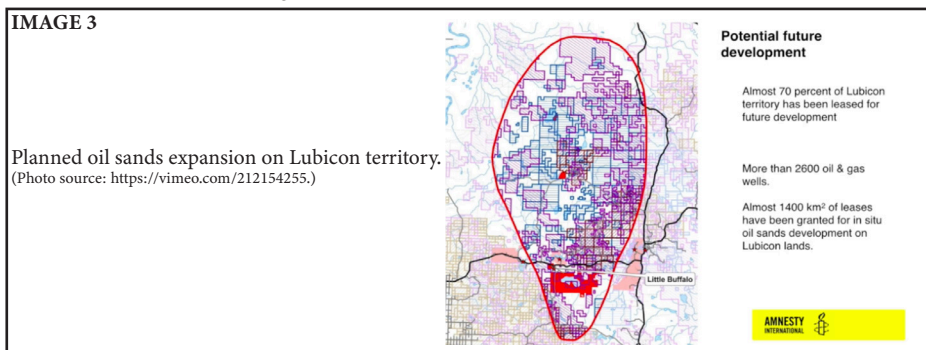 IMAGE 3
Planned oil sands expansion on Lubicon territory.
(Photo source: https://vimeo.com/212154255.)
Little Buffalo
Potential future
development
Almost 70 percent of Lubicon
territory has been leased for
future development
More than 2600 oil & gas
wells.
Almost 1400 km² of leases
have been granted for in situ
oil sands development on
Lubicon lands.
AMNESTY
INTERNATIONAL